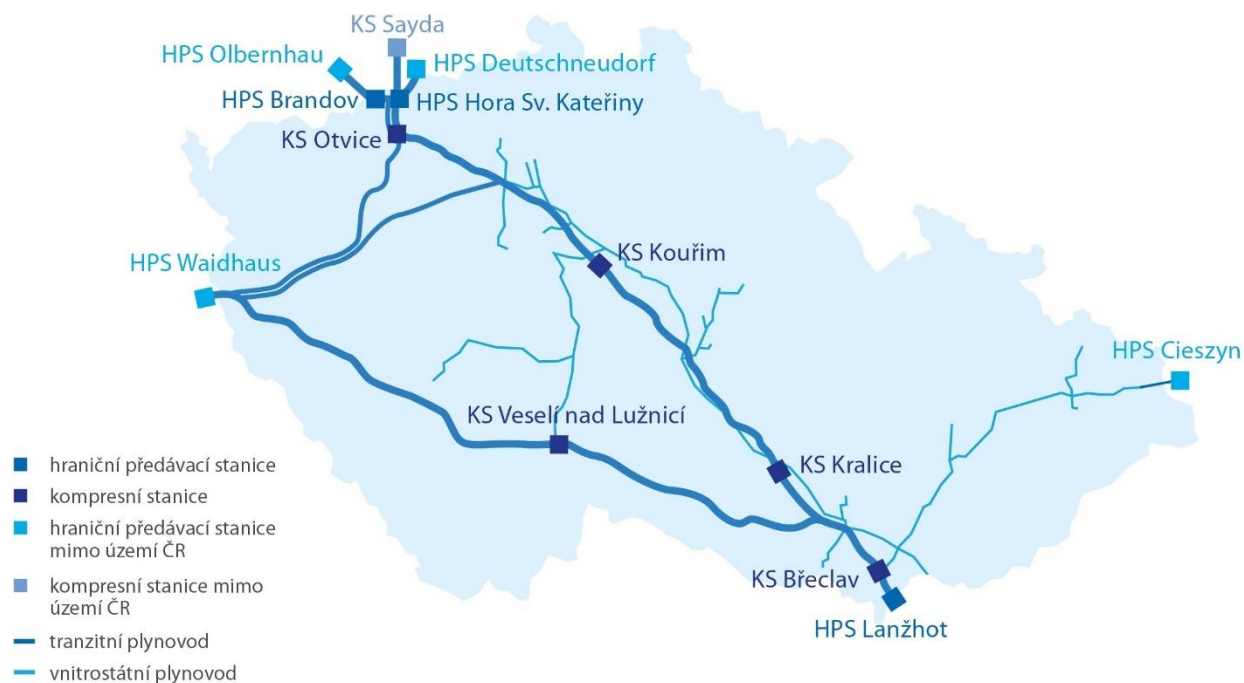 KS Sayda
HPS Olbernhau
HPS Deutschneudorf
HPS Brandov
HPS Hora Sv. Kateřiny
KS Otvice
KS Kouřim
HPS Waidhaus
HPS Cieszyn
KS Veselí nad Lužnicí
KS Kralice
KS Břeclav
HPS Lanžhot
hraniční předávací stanice
kompresní stanice
hraniční předávací stanice
mimo území ČR
kompresní stanice mimo
území ČR
tranzitní plynovod
vnitrostátní plynovod